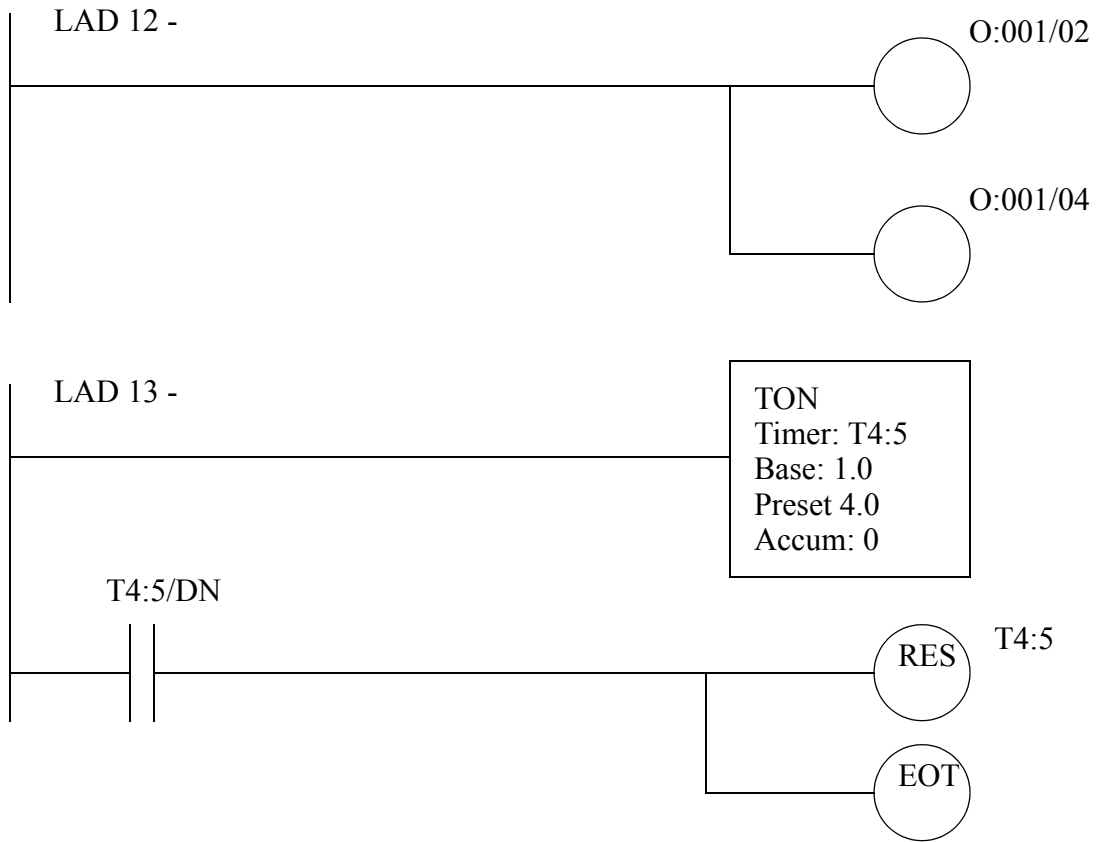 LAD 12 -
O:001/02
O:001/04
LAD 13 -
TON
Timer: T4:5
Base: 1.0
Preset 4.0
Accum: 0
T4:5/DN
RES
T4:5
EOT